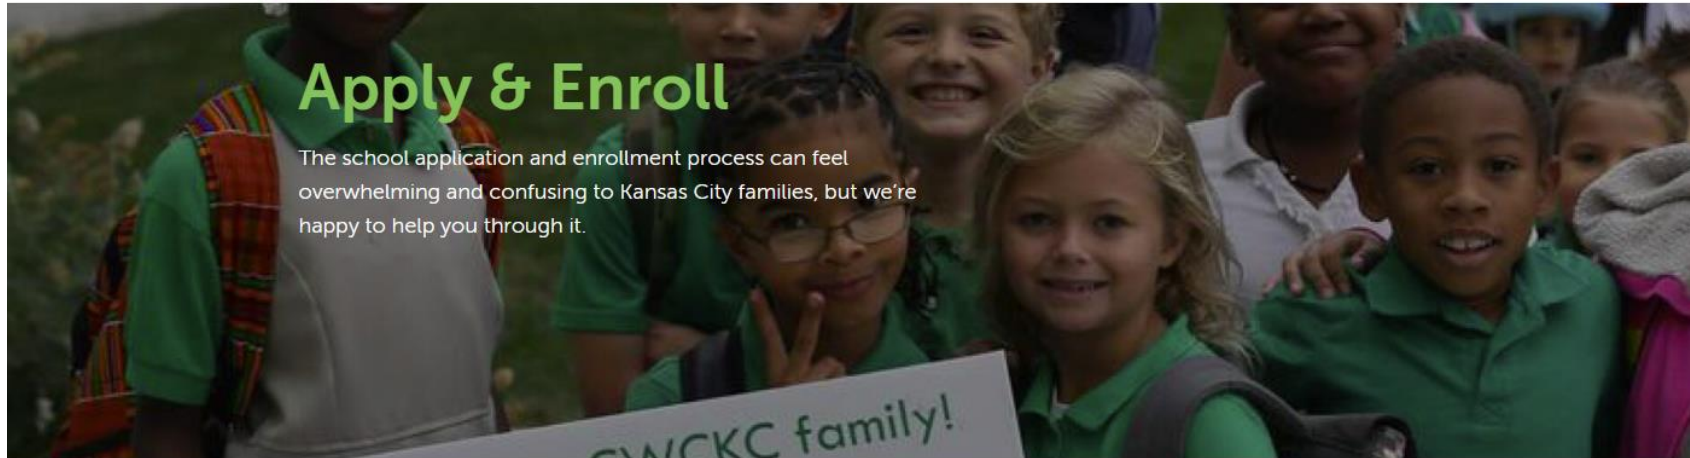 Apply & Enroll
The school application and enrollment process can feel
overwhelming and confusing to Kansas City families, but we're
happy to help you through it.
CWCKC family!